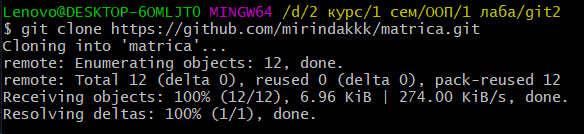 Lenovo@DESKTOP-6OMLJT0 MINGW64 /d/2 курс/1 сем/ООП/1 лаба/git2
$ git clone https://github.com/mirindakkk/matrica.git
Cloning into 'matrica'...
remote: Enumerating objects: 12, done.
remote: Total 12 (delta 0), reused 0 (delta 0), pack-reused 12
Receiving objects: 100% (12/12), 6.96 KiB | 274.00 KiB/s, done.
Resolving deltas: 100% (1/1), done.